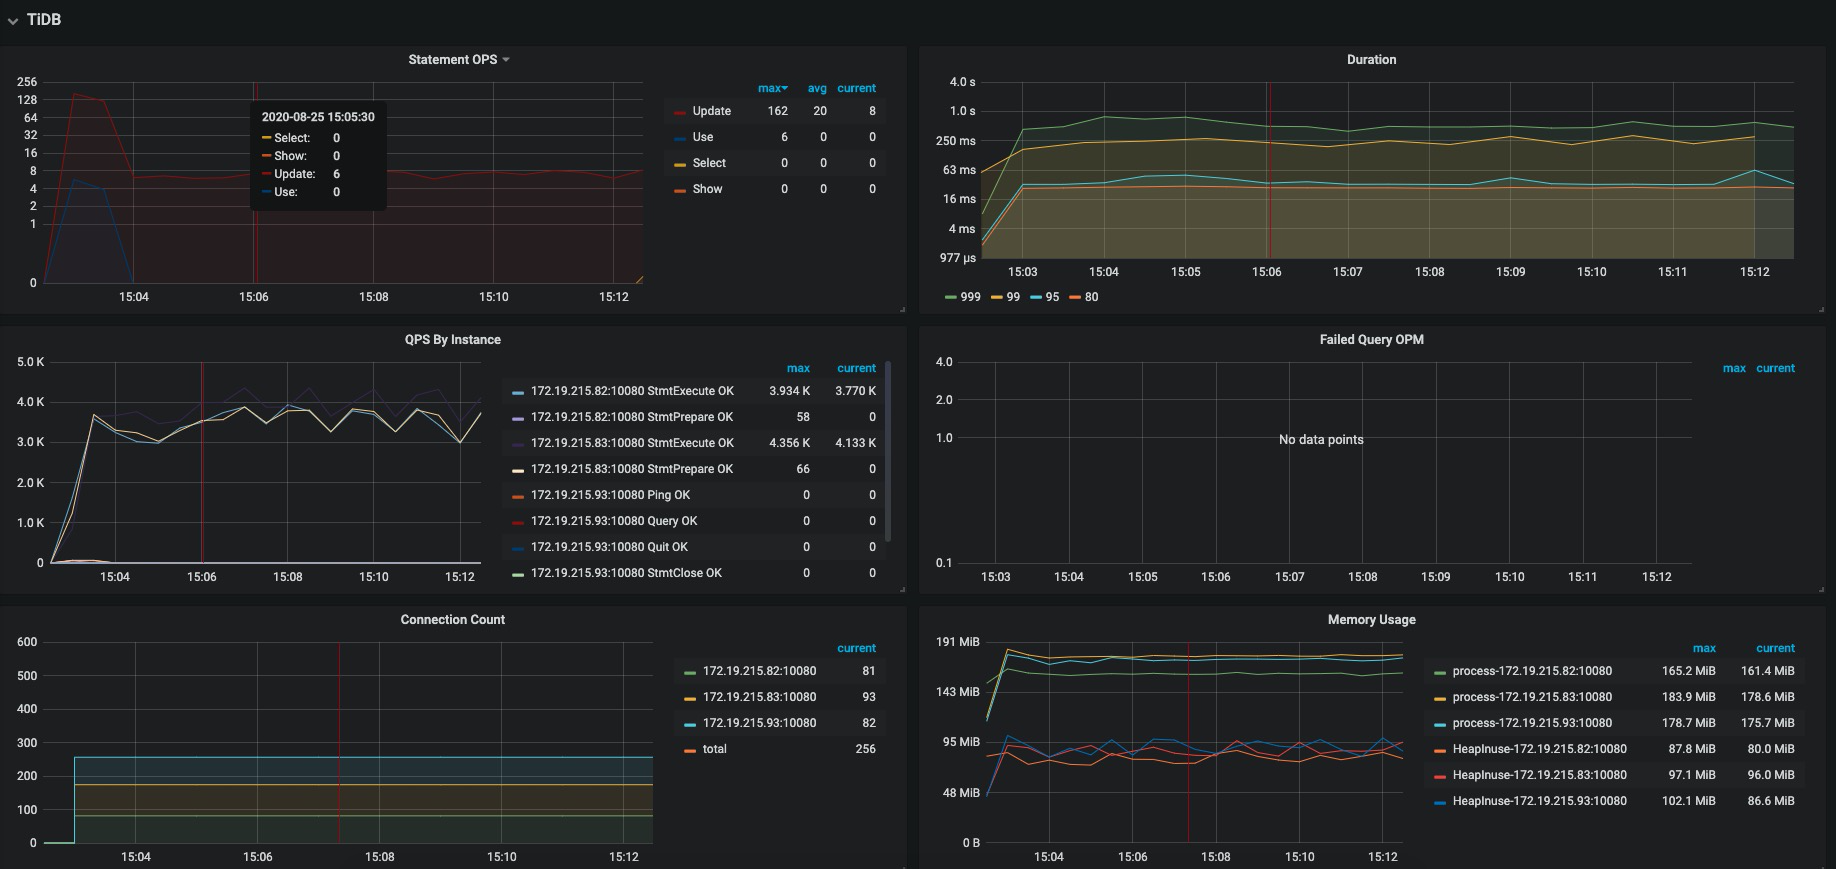 TiDB
Statement OPS
256
128
64
32
16
8
4
2
1
0
15:04 15:06 15:08 15:10 15:12
2020-08-25 15:05:30
Select: 0
Show: 0
Update: 6
Use: 0
max avg current
Update 162 20 8
Use 6 0 0
Select 0 0 0
Show 0 0 0
Duration
4.0 s
1.0 s
250 ms
63 ms
16 ms
4 ms
977 µs
15:03 15:04 15:05 15:06 15:07 15:08 15:09 15:10 15:11 15:12
999 99 95 80
QPS By Instance
5.0 K
4.0 K
3.0 K
2.0 K
1.0 K
0
15:04 15:06 15:08 15:10 15:12
max current
172.19.215.82:10080 StmtExecute OK 3.934 K 3.770 K
172.19.215.82:10080 StmtPrepare OK 58 0
172.19.215.83:10080 StmtExecute OK 4.356 K 4.133 K
172.19.215.83:10080 StmtPrepare OK 66 0
172.19.215.93:10080 Ping OK 0 0
172.19.215.93:10080 Query OK 0 0
172.19.215.93:10080 Quit OK 0 0
172.19.215.93:10080 StmtClose OK 0 0
Failed Query OPM
4.0
2.0
1.0
0.1
No data points
15:03 15:04 15:05 15:06 15:07 15:08 15:09 15:10 15:11 15:12
max current
Connection Count
600
500
400
300
200
100
0
15:04 15:06 15:08 15:10 15:12
current
172.19.215.82:10080 81
172.19.215.83:10080 93
172.19.215.93:10080 82
total 256
Memory Usage
191 MiB
143 MiB
95 MiB
48 MiB
0 B
15:04 15:06 15:08 15:10 15:12
max current
process-172.19.215.82:10080 165.2 MiB 161.4 MiB
process-172.19.215.83:10080 183.9 MiB 178.6 MiB
process-172.19.215.93:10080 178.7 MiB 175.7 MiB
HeapInuse-172.19.215.82:10080 87.8 MiB 80.0 MiB
HeapInuse-172.19.215.83:10080 97.1 MiB 96.0 MiB
HeapInuse-172.19.215.93:10080 102.1 MiB 86.6 MiB